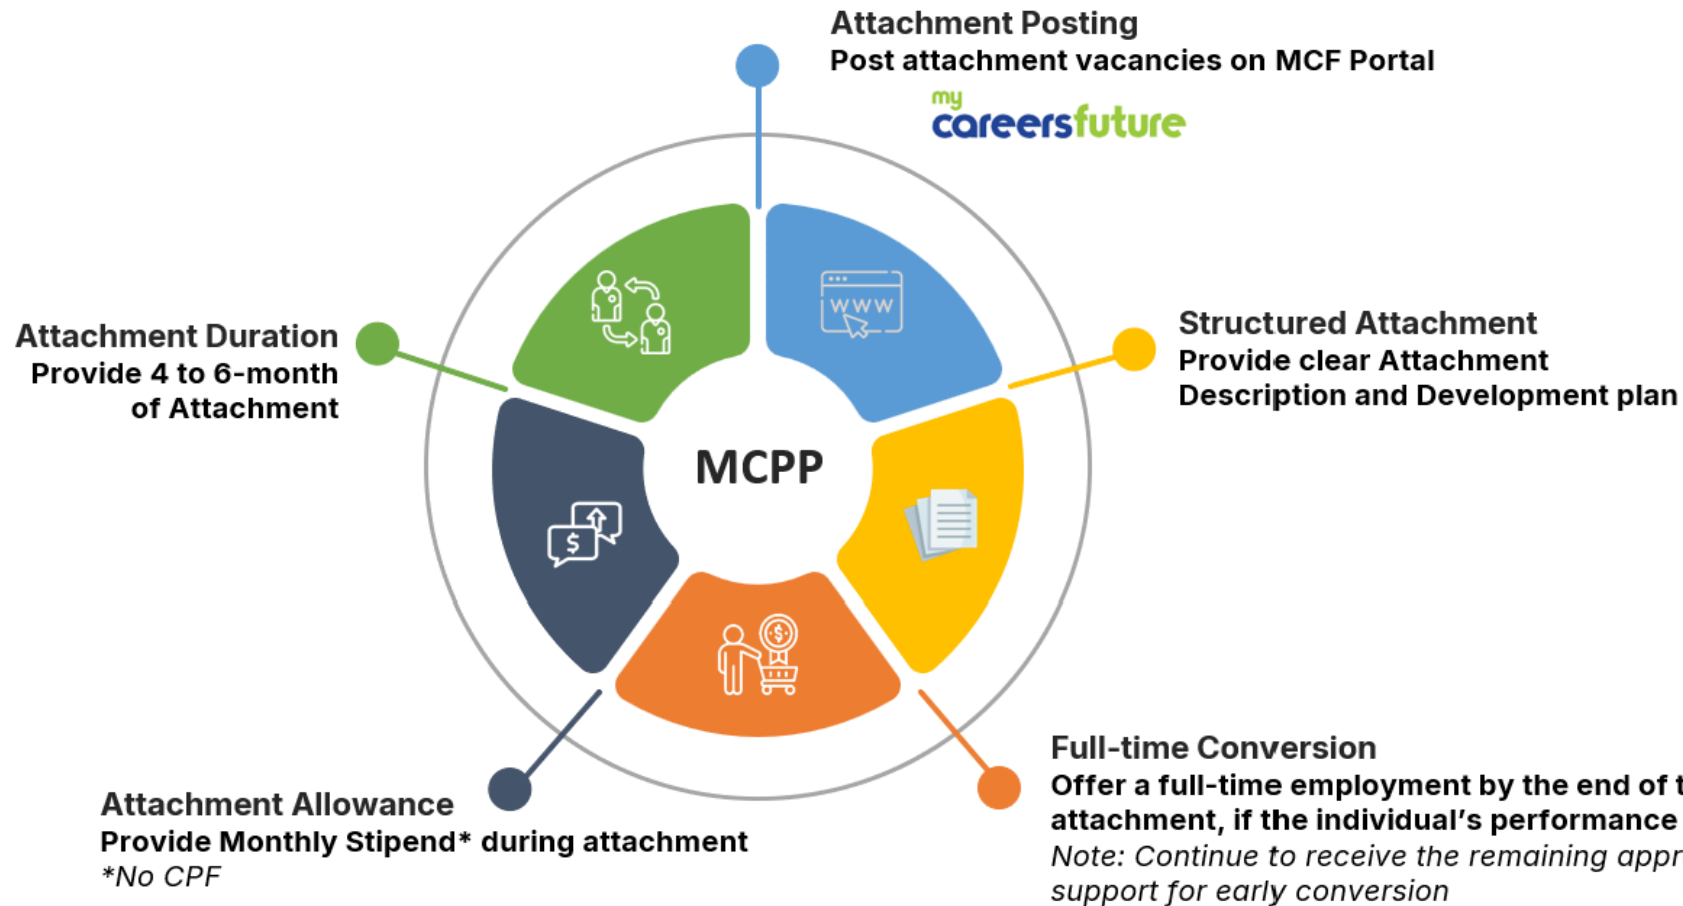 Attachment Posting
Post attachment vacancies on MCF Portal
my
careersfuture
WWW
Structured Attachment
Provide clear Attachment
Description and Development plan
Attachment Duration
Provide 4 to 6-month
of Attachment
MCPP
$
$
Full-time Conversion
Offer a full-time employment by the end of
attachment, if the individual's performance
Note: Continue to receive the remaining
support for early conversion
Attachment Allowance
Provide Monthly Stipend* during attachment
*No CPF